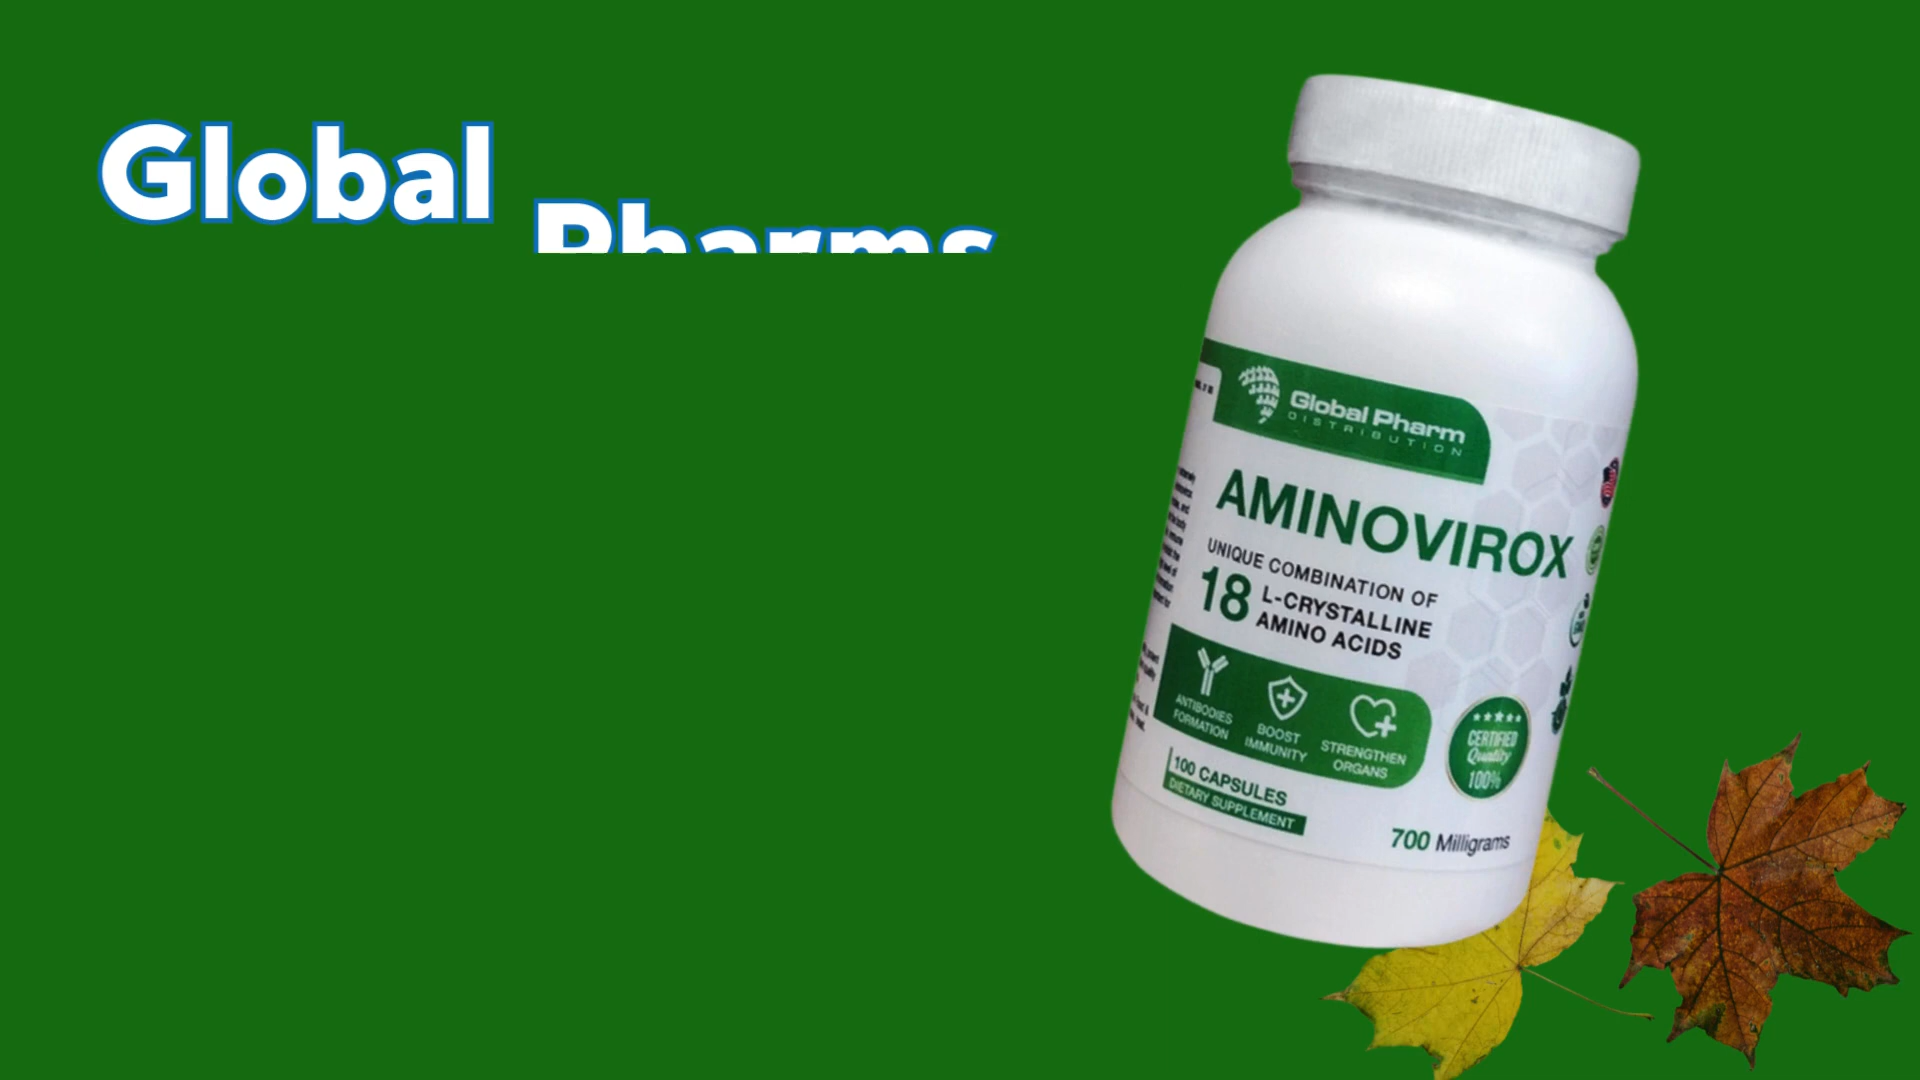 Global
Pharms
Global Pharm
DISTRIBUTION
AMINOVIROX
UNIQUE COMBINATION OF
18 L-CRYSTALLINE
AMINO ACIDS
ANTIBODIES
FORMATION
BOOST
IMMUNITY
STRENGTHEN
ORGANS
CERTIFIED
Quality
100%
100 CAPSULES
DIETARY SUPPLEMENT
700 Milligrams